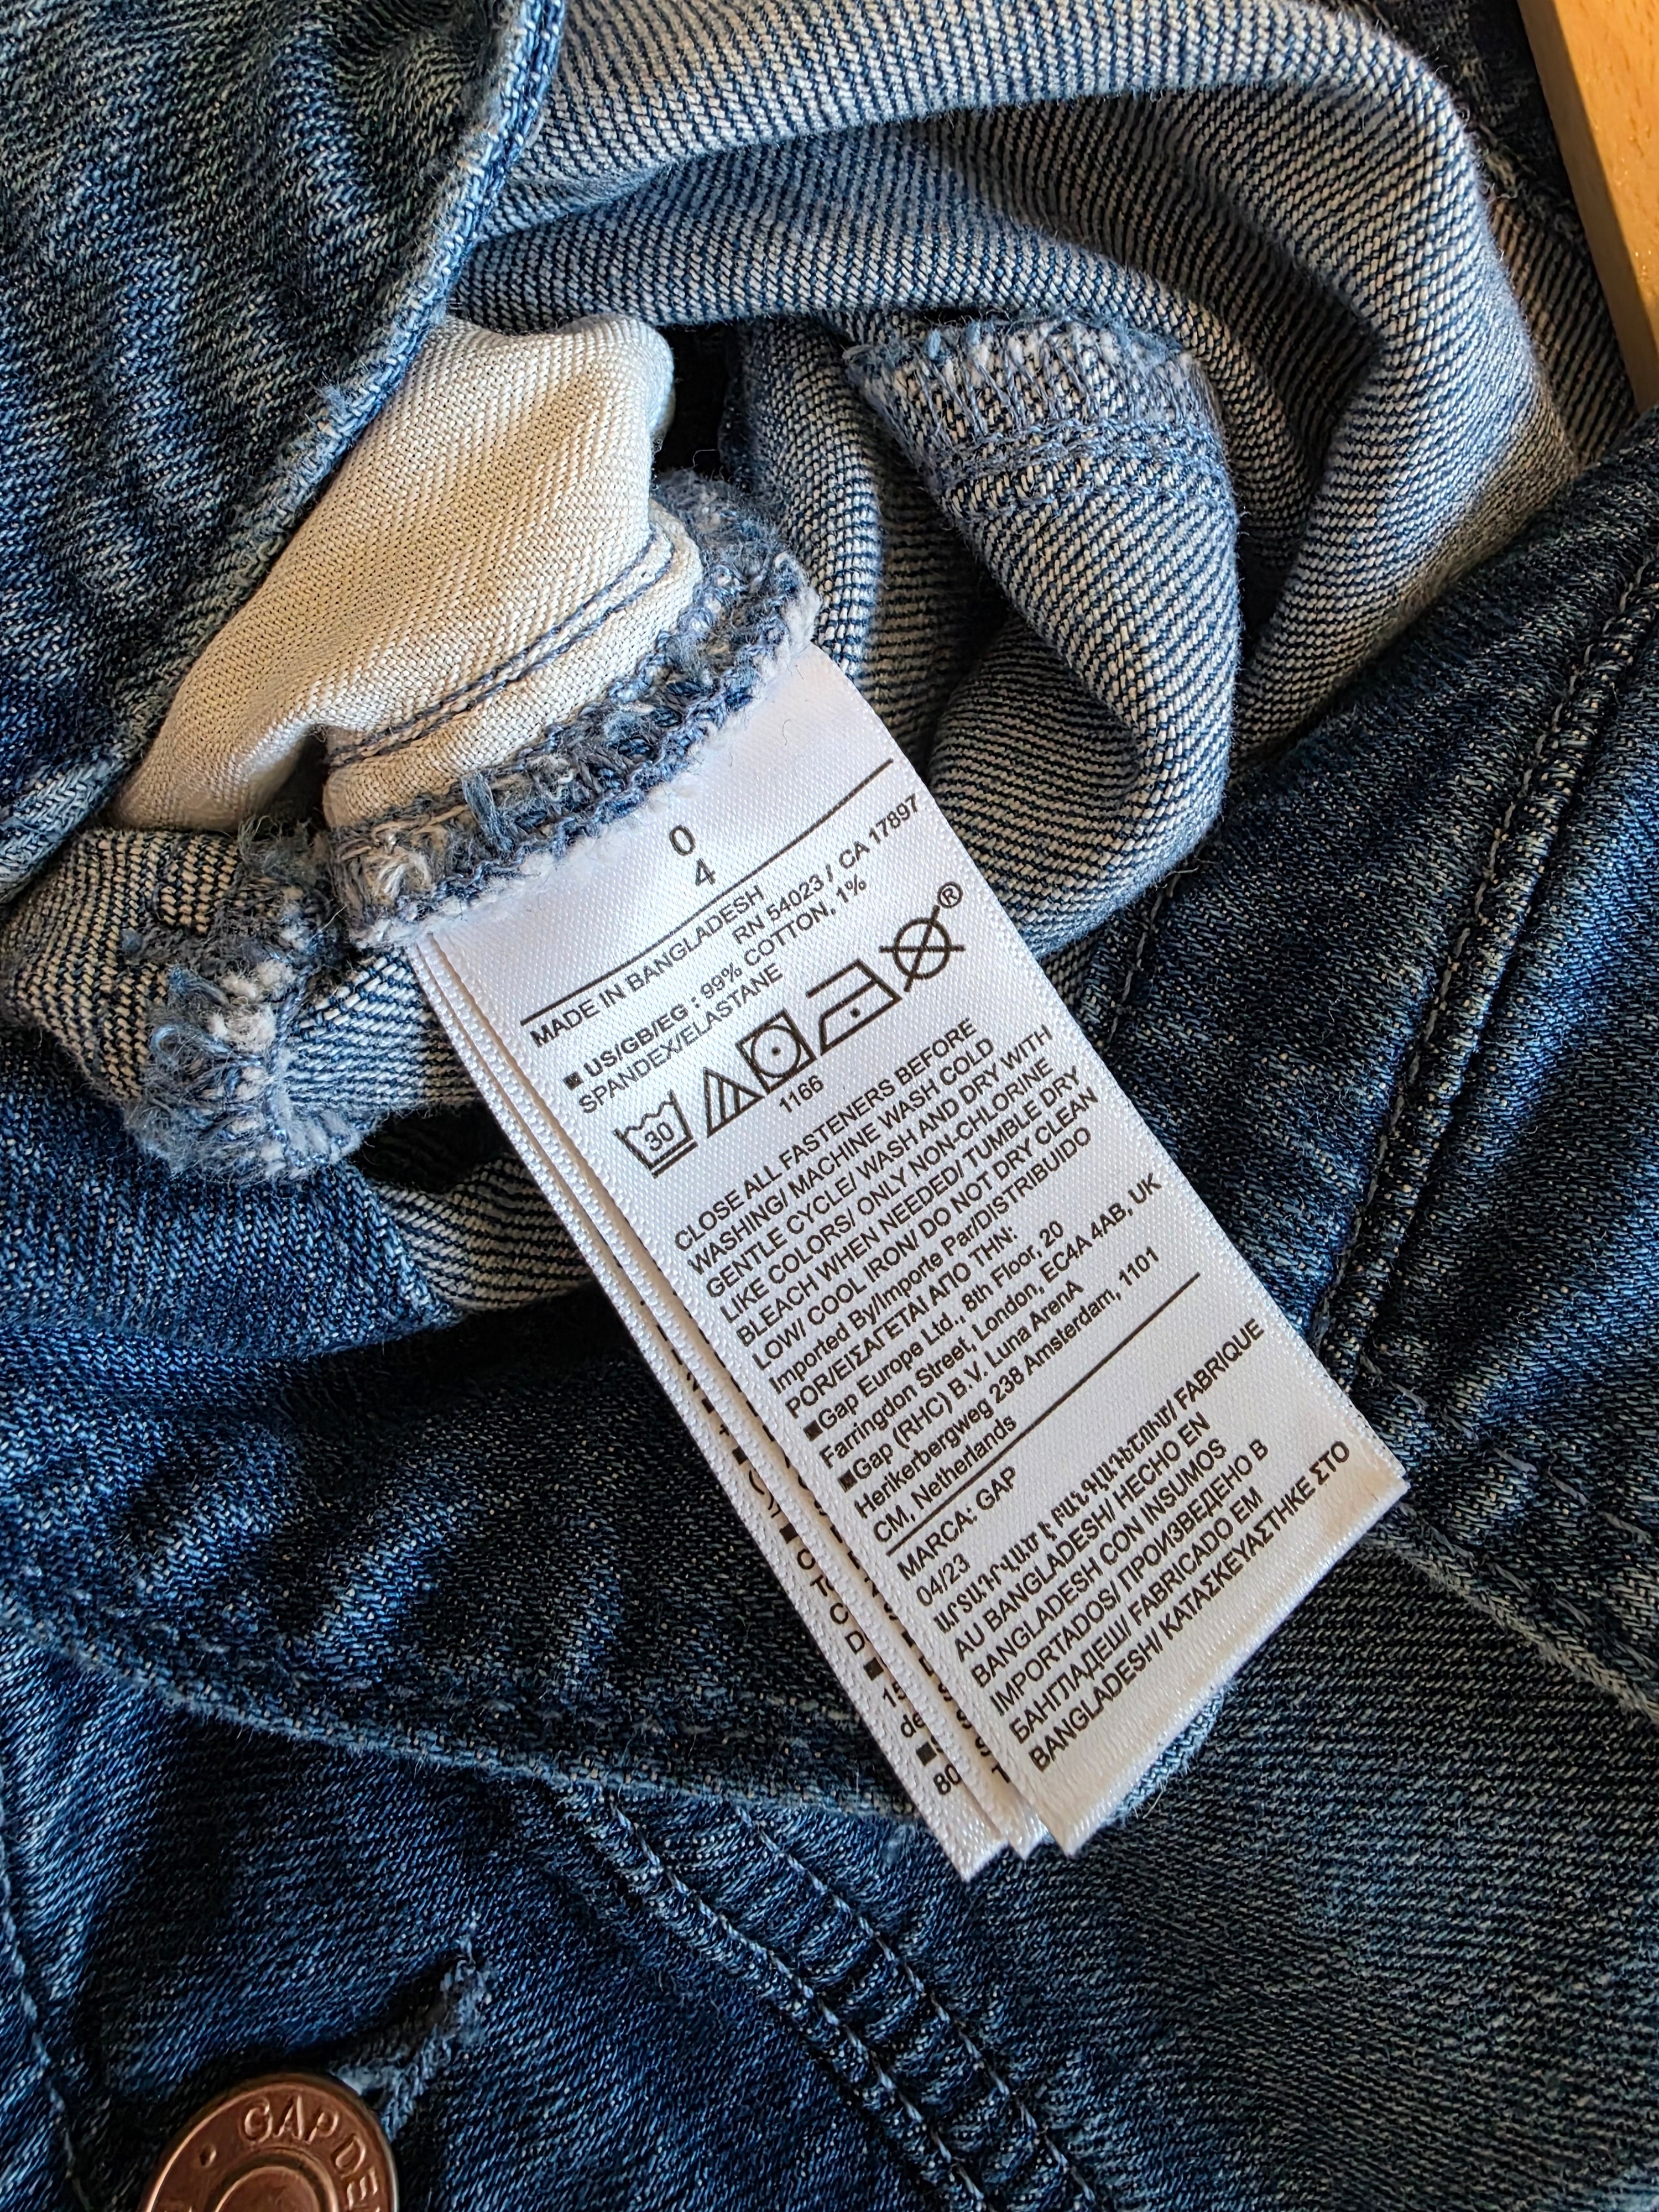 0
4
MADE IN BANGLADESH
RN 54023 / CA 17897
■ US/GB/EG : 99% COTTON, 1%
SPANDEX/ELASTANE
30
1166
®
CLOSE ALL FASTENERS BEFORE
WASHING/ MACHINE WASH COLD
GENTLE CYCLE/ WASH AND DRY WITH
LIKE COLORS/ ONLY NON-CHLORINE
BLEACH WHEN NEEDED/ TUMBLE DRY
LOW/ COOL IRON/ DO NOT DRY CLEAN
Imported By/Importe Par/DISTRIBUIDO
POR/ΕΙΣΑΓΕΤΑΙ ΑΠΟ ΤΗΝ:
■Gap Europe Ltd., 8th Floor, 20
Farringdon Street, London, EC4A 4AB, UK
■Gap (RHC) B.V. Luna ArenA
Herikerbergweg 238 Amsterdam, 1101
CM, Netherlands
MARCA: GAP
04/23
ԱՐՏԱԴՐՎԱԾ Է ԲԱՆԳԼԱԴԵՇՈՒՄ/ FABRIQUE
AU BANGLADESH/ HECHO EN
BANGLADESH CON INSUMOS
IMPORTADOS/ ПРОИЗВЕДЕНО В
БАНГЛАДЕШ/ FABRICADO EM
BANGLADESH/ ΚΑΤΑΣΚΕΥΑΣΤΗΚΕ ΣΤΟ
GAP DE